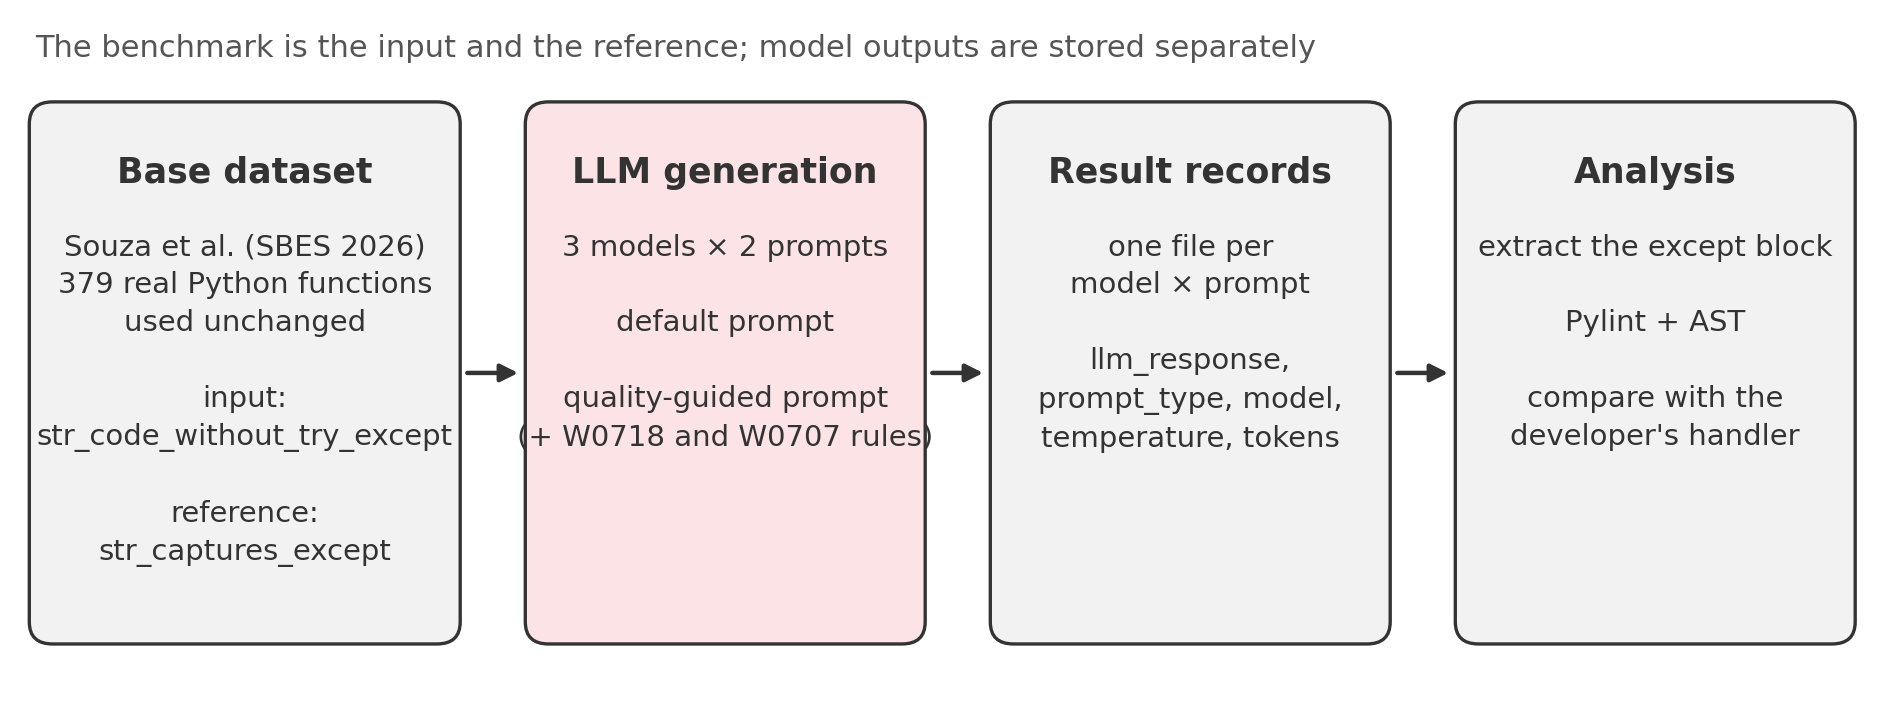 The benchmark is the input and the reference; model outputs are stored separately
Base dataset
Souza et al. (SBES 2026)
379 real Python functions
used unchanged
input:
str_code_without_try_except
reference:
str_captures_except
LLM generation
3 models × 2 prompts
default prompt
quality-guided prompt
(+ W0718 and W0707 rules)
Result records
one file per
model × prompt
llm_response,
prompt_type, model,
temperature, tokens
Analysis
extract the except block
Pylint + AST
compare with the
developer's handler